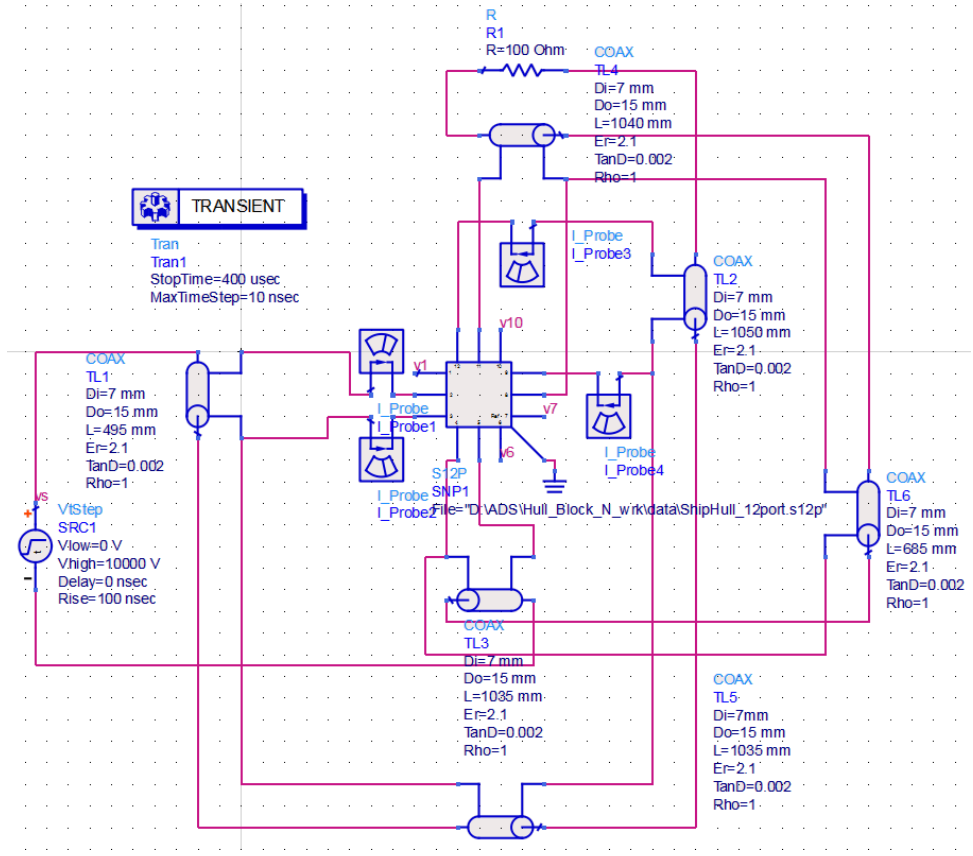 R
R1
R=100 Ohm
COAX
TL4
Di=7 mm
Do=15 mm
L=1040 mm
Er=2.1
TanD=0.002
Rho=1
TRANSIENT
Tran
Tran1
StopTime=400 usec
MaxTimeStep=10 nsec
I_Probe
I_Probe3
COAX
TL2
Di=7 mm
Do=15 mm
L=1050 mm
Er=2.1
TanD=0.002
Rho=1
v10
v1
v7
v6
COAX
TL1
Di=7 mm
Do=15 mm
L=495 mm
Er=2.1
TanD=0.002
Rho=1
I_Probe
I_Probe1
I_Probe
I_Probe2
I_Probe
I_Probe4
S12P
SNP1
File="D:\ADS\Hull_Block_N_wrk\data\ShipHull_12port.s12p"
COAX
TL6
Di=7 mm
Do=15 mm
L=685 mm
Er=2.1
TanD=0.002
Rho=1
vs
VtStep
SRC1
Vlow=0 V
Vhigh=10000 V
Delay=0 nsec
Rise=100 nsec
COAX
TL3
Di=7 mm
Do=15 mm
L=1035 mm
Er=2.1
TanD=0.002
Rho=1
COAX
TL5
Di=7mm
Do=15 mm
L=1035 mm
Er=2.1
TanD=0.002
Rho=1